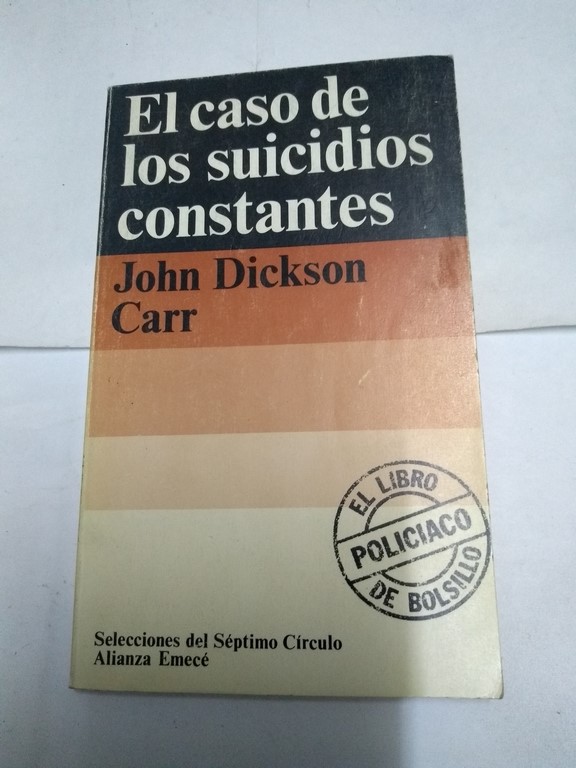 El caso de
los suicidios
constantes
John Dickson
Carr
EL LIBRO
POLICIACO
DE BOLSILLO
Selecciones del Séptimo Círculo
Alianza Emecé